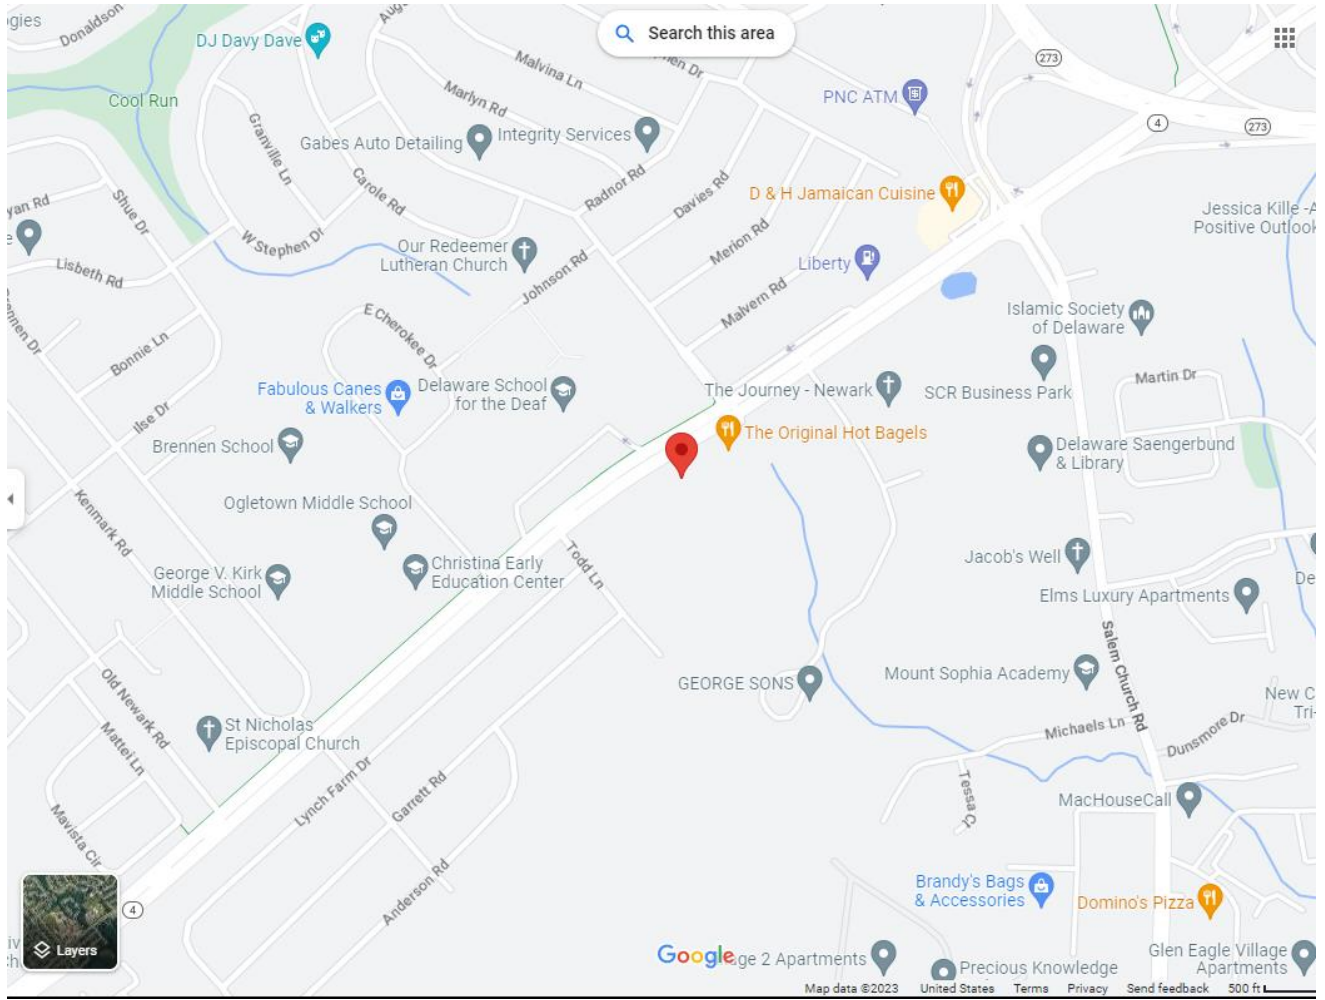 gies
Donaldson
DJ Davy Dave
Search this area
Malvina Ln
273
Cool Run
Marlyn Rd
PNC ATM
4
273
Granville Ln
Gabes Auto Detailing
Integrity Services
Carole Rd
Radnor Rd
Davies Rd
D & H Jamaican Cuisine
yan Rd
Shue Dr
W Stephen Dr
Our Redeemer
Lutheran Church
Merion Rd
Jessica Kille -A
Positive Outlook
Lisbeth Rd
Johnson Rd
Liberty
Malvern Rd
Islamic Society
of Delaware
E Cherokee Dr
Bonnie Ln
Fabulous Canes
& Walkers
Delaware School
for the Deaf
The Journey - Newark
SCR Business Park
Martin Dr
Ilse Dr
Brennen School
The Original Hot Bagels
Delaware Saengerbund
& Library
Kenmark Rd
Ogletown Middle School
George V. Kirk
Middle School
Christina Early
Education Center
Todd Ln
Jacob's Well
Elms Luxury Apartments
De
Salem Church Rd
Old Newark Rd
GEORGE SONS
Mount Sophia Academy
New C
Tri-
St Nicholas
Episcopal Church
Mattei Ln
Michaels Ln
Dunsmore Dr
Lynch Farm Dr
Garrett Rd
Tessa Ct
MacHouseCall
Mavista Cir
Anderson Rd
4
Brandy's Bags
& Accessories
Domino's Pizza
Layers
Google
ge 2 Apartments
Precious Knowledge
Glen Eagle Village
Apartments
Map data ©2023 United States Terms Privacy Send feedback 500 ft